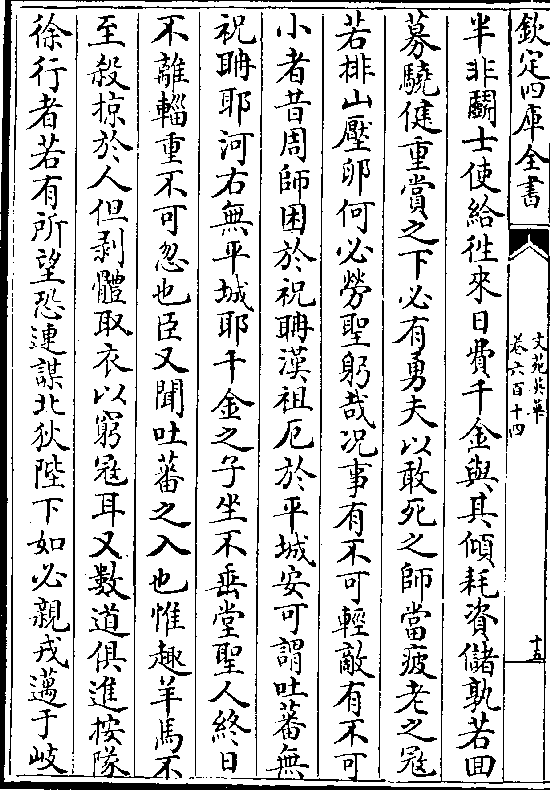 欽定四庫全書
文苑英華
卷六百十四
十五
半非鬭士使給徃來日費千金與其傾耗資儲孰若回
募驍健重賞之下必有勇夫以敢死之師當疲老之冦
若排山壓卵何必勞聖躬哉况事有不可輕敵有不可
小者昔周師困於祝聃漢祖厄於平城安可謂吐蕃無
祝聃耶河右無平城耶千金之子坐不垂堂聖人終日
不離輜重不可忽也臣又聞吐蕃之入也惟趣羊馬不
至殺掠於人但剥體取衣以窮冦耳又數道俱進按隊
徐行者若有所望恐連謀北狄陛下如必親戎邁于岐